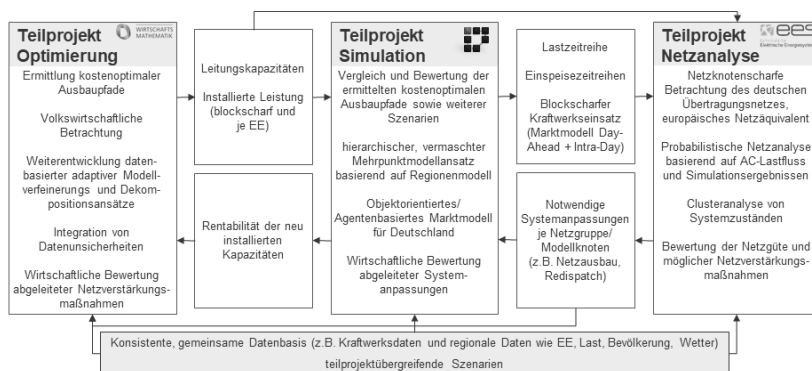 Teilprojekt
Optimierung
WIRTSCHAFTS
MATHEMATIK
Ermittlung kostenoptimaler
Ausbaupfade
Volkswirtschaftliche
Betrachtung
Weiterentwicklung daten-
basierter adaptiver Modell-
verfeinerungs und Dekom-
positionsansätze
Integration von
Datenunsicherheiten
Wirtschaftliche Bewertung
abgeleiteter Netzverstärkungs-
maßnahmen
Leitungskapazitäten
Installierte Leistung
(blockscharf und
je EE)
Rentabilität der neu
installierten
Kapazitäten
Teilprojekt
Simulation
Vergleich und Bewertung der
ermittelten kostenoptimalen
Ausbaupfade sowie weiterer
Szenarien
hierarchischer, vermaschter
Mehrpunktmodellansatz
basierend auf Regionenmodell
Objektorientiertes/
Agentenbasiertes Marktmodell
für Deutschland
Wirtschaftliche Bewertung
abgeleiteter System-
anpassungen
Lastzeitreihe
Einspeisezeitreihen
Blockscharfer
Kraftwerkseinsatz
(Marktmodell Day-
Ahead + Intra-Day)
Notwendige
Systemanpassungen
je Netzgruppe/
Modellknoten
(z.B. Netzausbau,
Redispatch)
Teilprojekt
Netzanalyse
ees
Elektrische Energiesysteme
Netzknotenscharfe
Betrachtung des deutschen
Übertragungsnetzes,
europäisches Netzäquivalent
Probabilistische Netzanalyse
basierend auf AC-Lastfluss
und Simulationsergebnissen
Clusteranalyse von
Systemzuständen
Bewertung der Netzgüte und
möglicher Netzverstärkungs-
maßnahmen
Konsistente, gemeinsame Datenbasis (z.B. Kraftwerksdaten und regionale Daten wie EE, Last, Bevölkerung, Wetter)
teilprojektübergreifende Szenarien